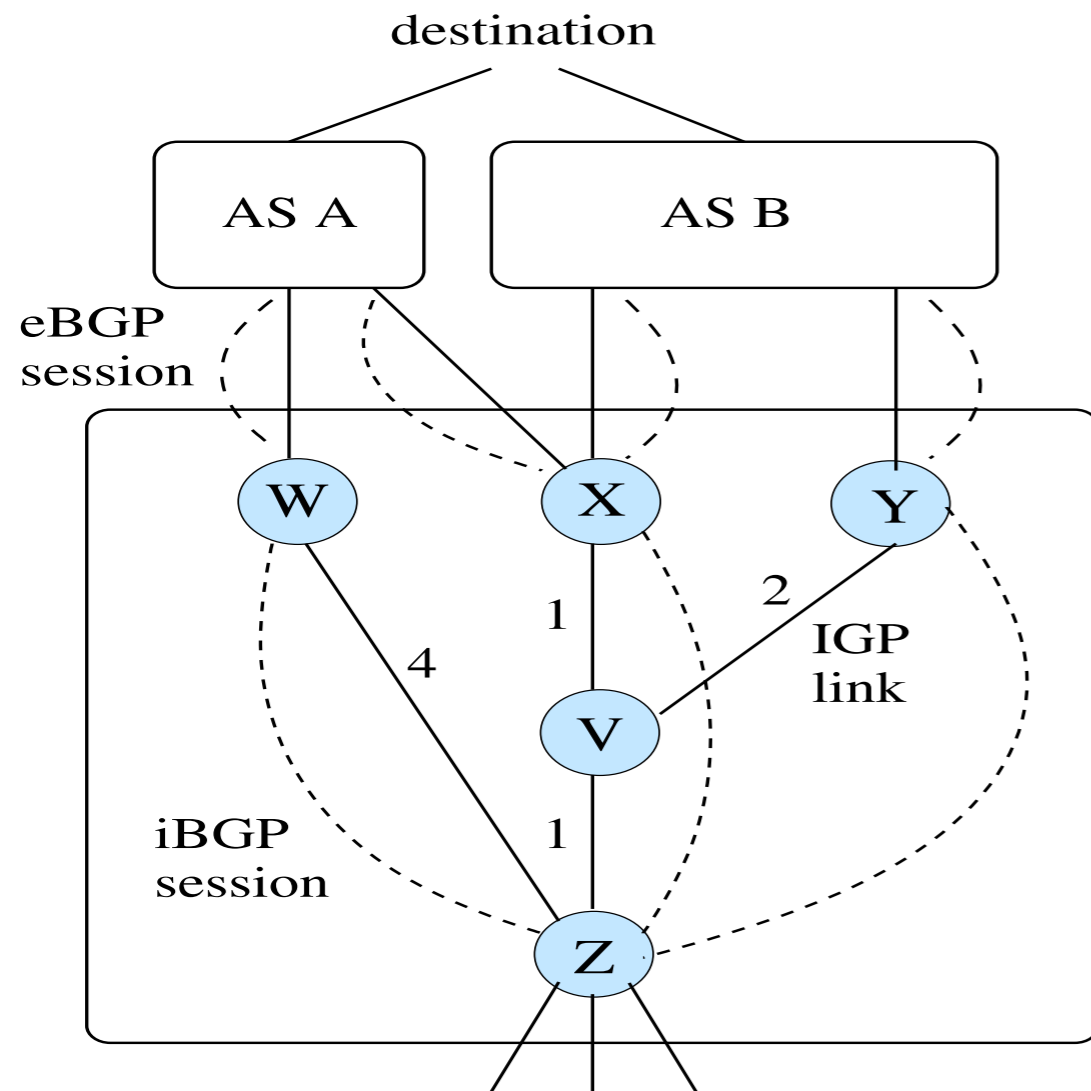 destination
AS A
AS B
eBGP
session
W
X
Y
2
1
IGP
link
4
V
iBGP
session
1
Z